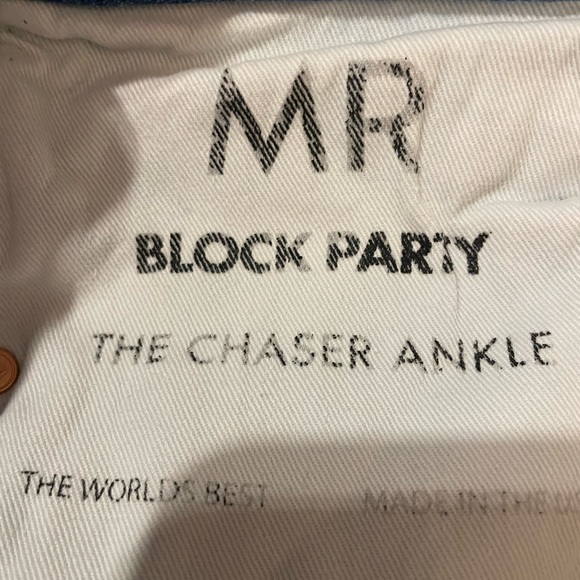 MR
BLOCK PARTY
THE CHASER ANKLE
THE WORLDS BEST MADE IN THE